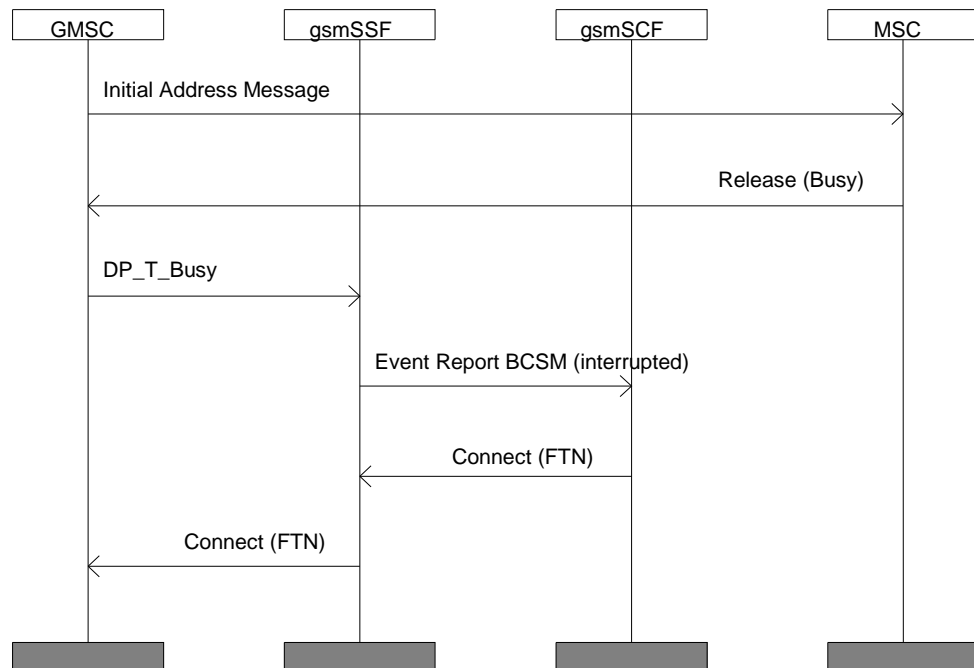 GMSC gsmSSF gsmSCF MSC
Initial Address Message
Release (Busy)
DP_T_Busy
Event Report BCSM (interrupted)
Connect (FTN)
Connect (FTN)